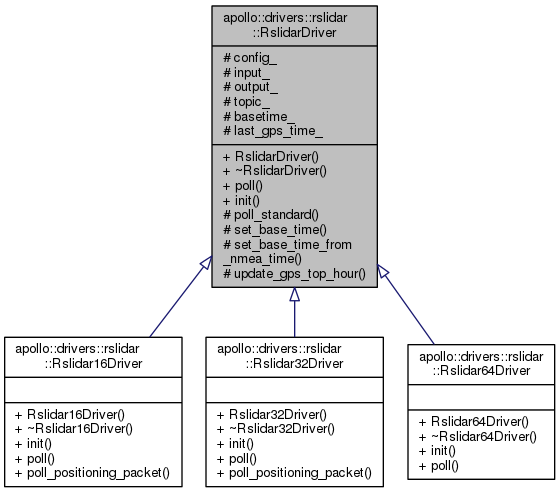 apollo::drivers::rslidar
::RslidarDriver
# config_
# input_
# output_
# topic_
# basetime_
# last_gps_time_
+ RslidarDriver()
+ ~RslidarDriver()
+ poll()
+ init()
# poll_standard()
# set_base_time()
# set_base_time_from
_nmea_time()
# update_gps_top_hour()
apollo::drivers::rslidar
::Rslidar16Driver
+ Rslidar16Driver()
+ ~Rslidar16Driver()
+ init()
+ poll()
+ poll_positioning_packet()
apollo::drivers::rslidar
::Rslidar32Driver
+ Rslidar32Driver()
+ ~Rslidar32Driver()
+ init()
+ poll()
+ poll_positioning_packet()
apollo::drivers::rslidar
::Rslidar64Driver
+ Rslidar64Driver()
+ ~Rslidar64Driver()
+ init()
+ poll()